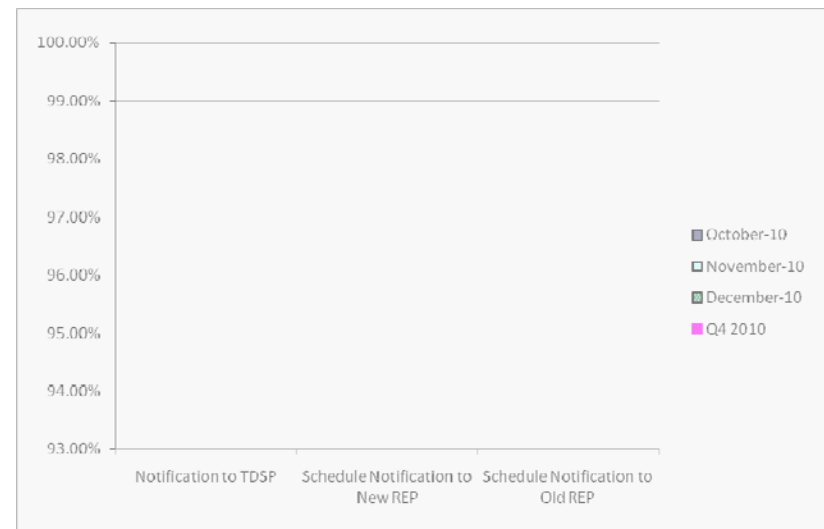 100.00%
99.00%
98.00%
97.00%
96.00%
95.00%
94.00%
93.00%
Notification to TDSP
Schedule Notification to
New REP
Schedule Notification to
Old REP
October-10
November-10
December-10
Q4 2010